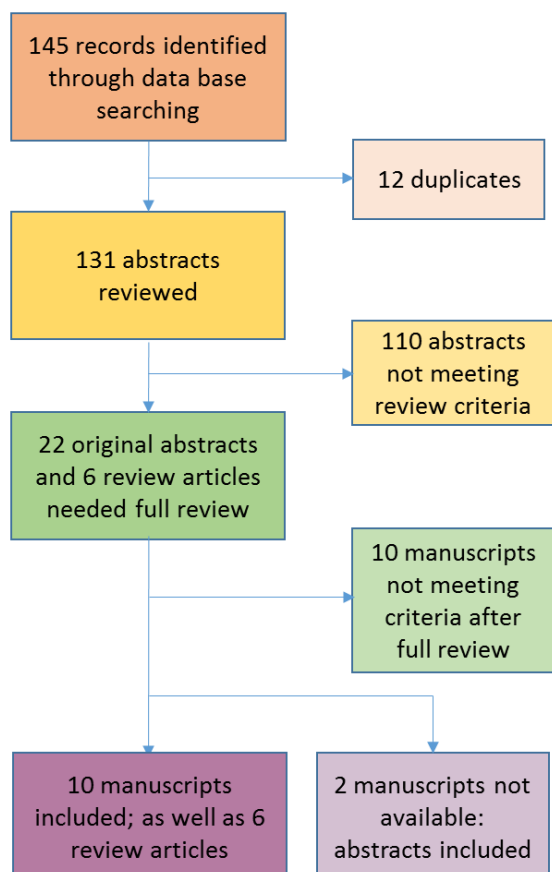 145 records identified
through data base
searching
12 duplicates
131 abstracts
reviewed
110 abstracts
not meeting
review criteria
22 original abstracts
and 6 review articles
needed full review
10 manuscripts
not meeting
criteria after
full review
10 manuscripts
included; as well as 6
review articles
2 manuscripts not
available:
abstracts included